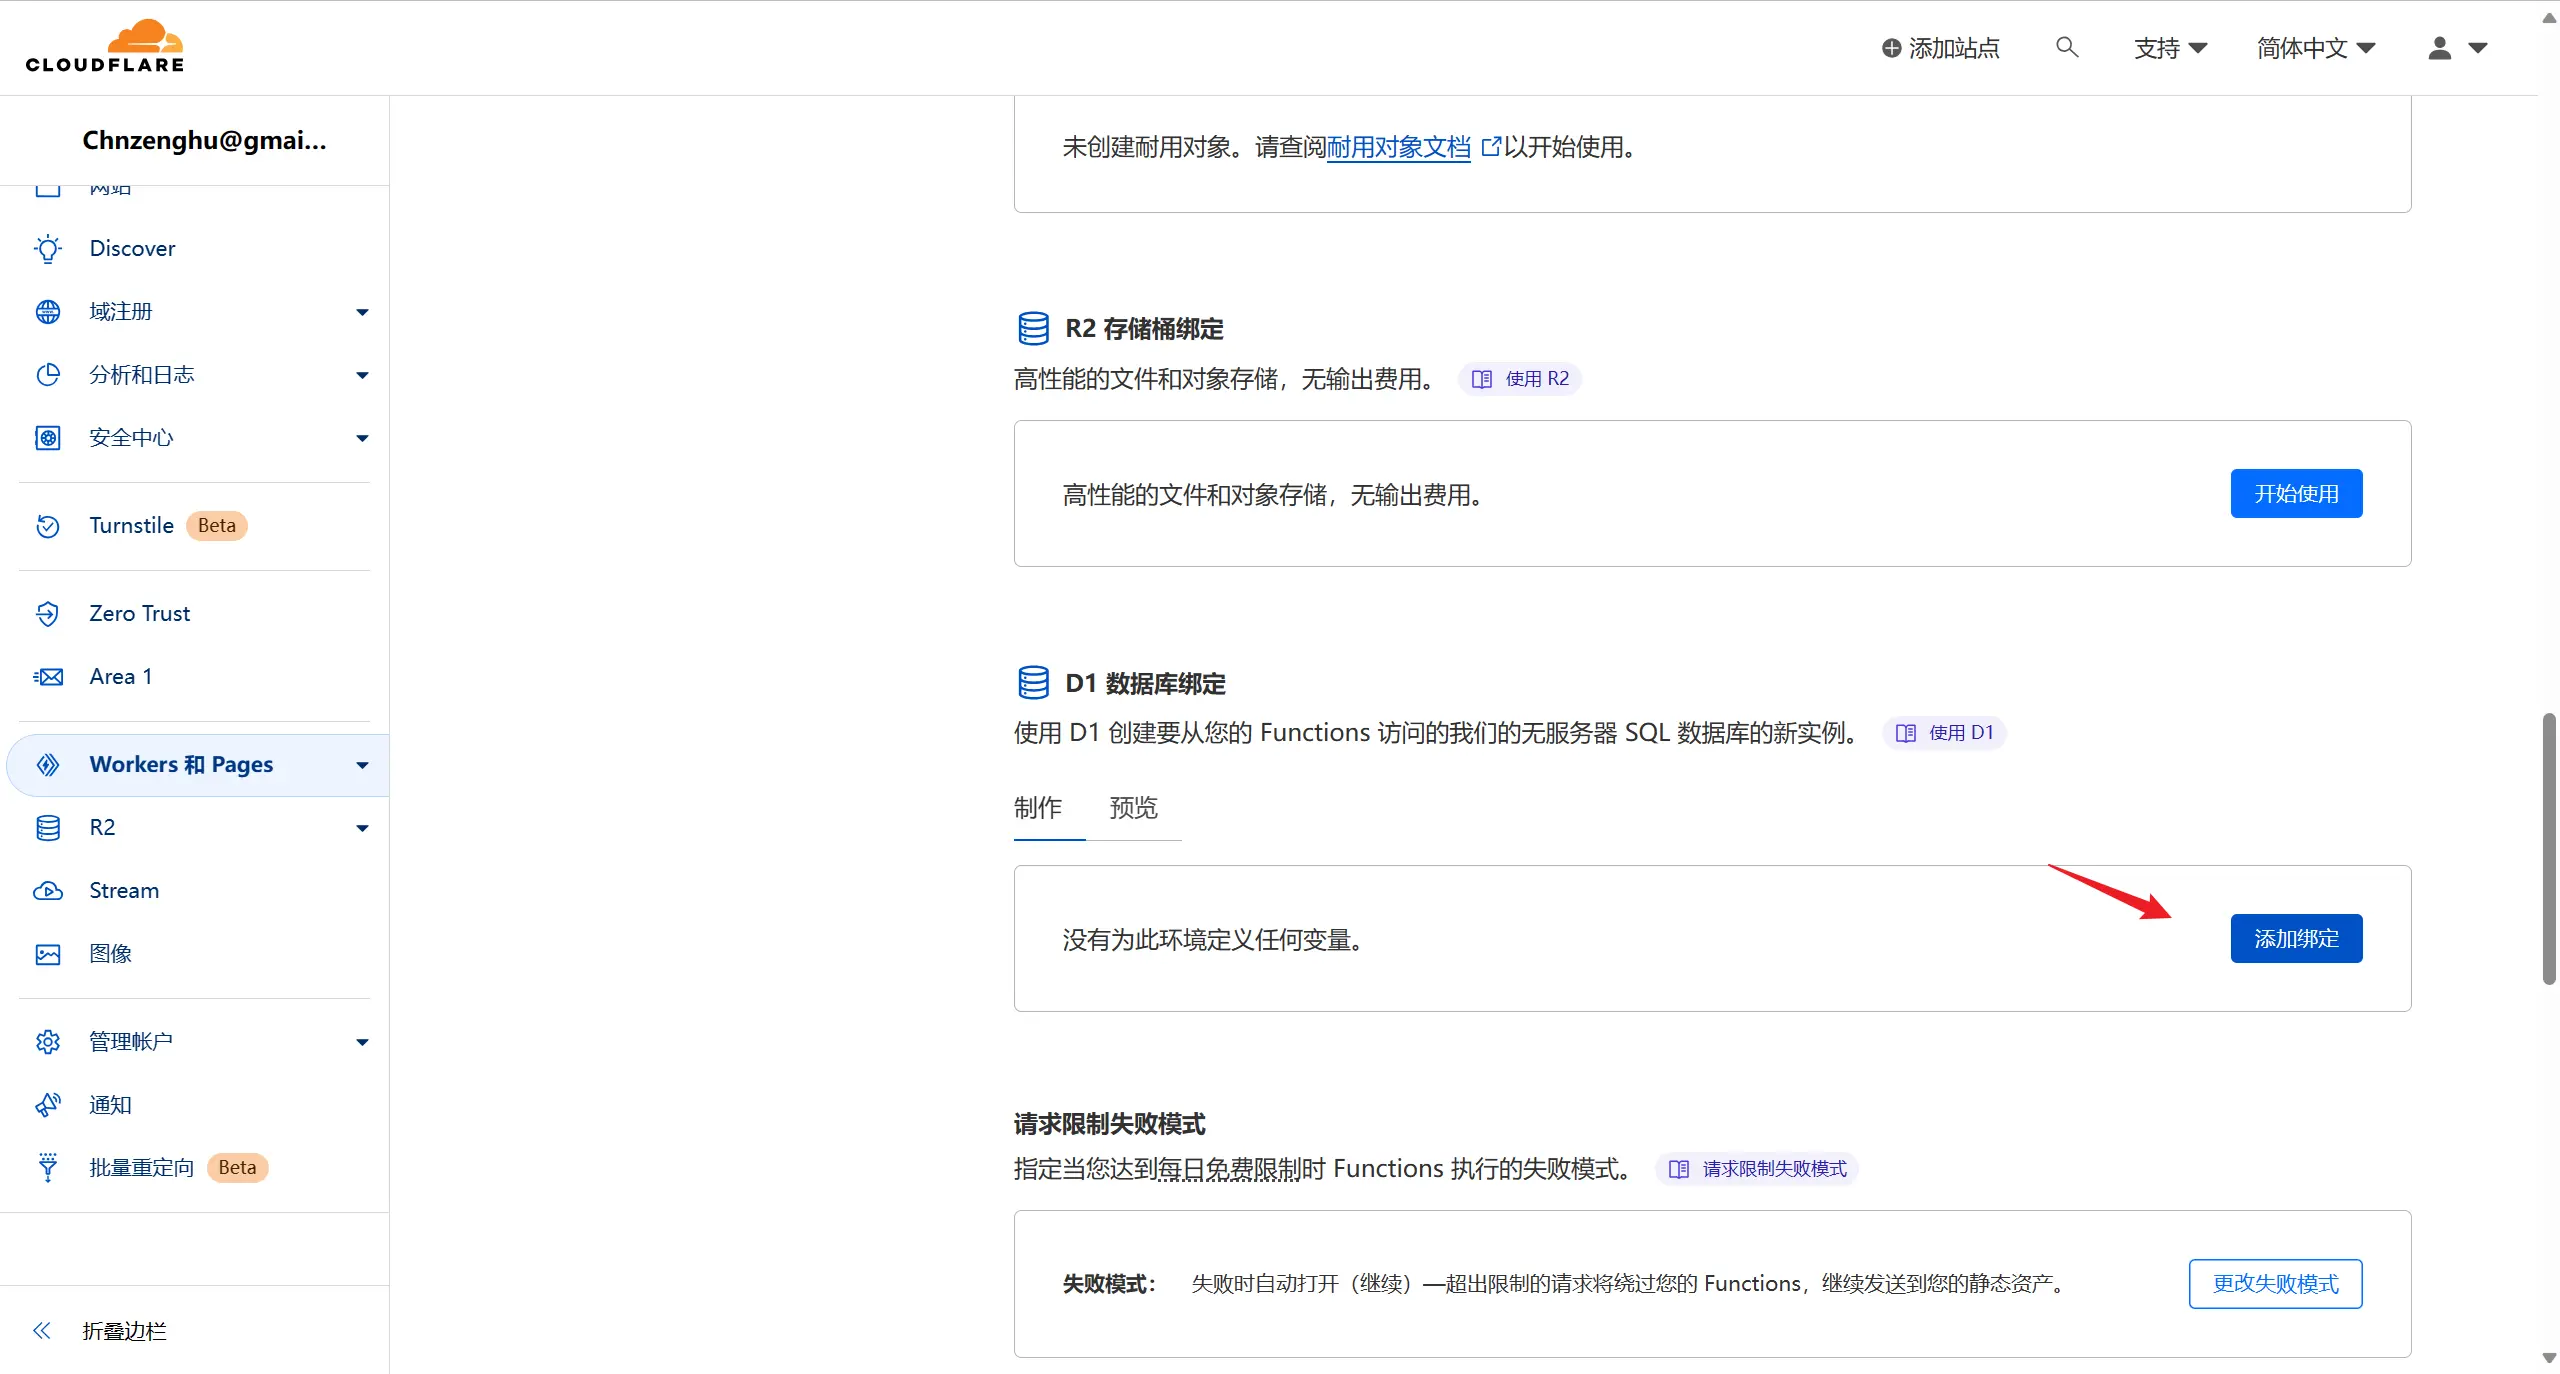 CLOUDFLARE
添加站点
支持
简体中文
Chnzenghu@gmai...
网站
Discover
域注册
分析和日志
安全中心
Turnstile Beta
Zero Trust
Area 1
Workers 和 Pages
R2
Stream
图像
管理帐户
通知
批量重定向 Beta
折叠边栏
未创建耐用对象。请查阅耐用对象文档 以开始使用。
R2 存储桶绑定
高性能的文件和对象存储，无输出费用。 使用 R2
高性能的文件和对象存储，无输出费用。
开始使用
D1 数据库绑定
使用 D1 创建要从您的 Functions 访问的我们的无服务器 SQL 数据库的新实例。 使用 D1
制作 预览
没有为此环境定义任何变量。
添加绑定
请求限制失败模式
指定当您达到每日免费限制时 Functions 执行的失败模式。 请求限制失败模式
失败模式： 失败时自动打开（继续）—超出限制的请求将绕过您的 Functions，继续发送到您的静态资产。
更改失败模式